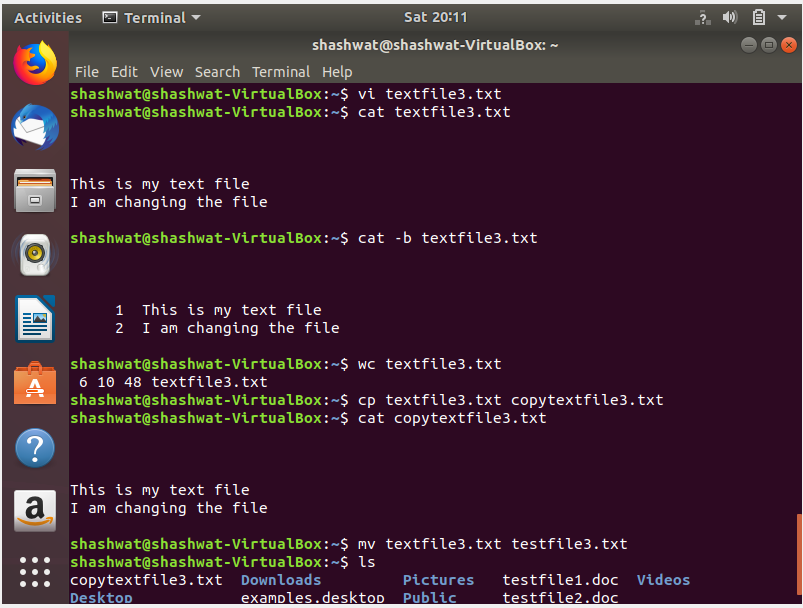 Activities Terminal Sat 20:11
shashwat@shashwat-VirtualBox: ~
File Edit View Search Terminal Help
shashwat@shashwat-VirtualBox:~$ vi textfile3.txt
shashwat@shashwat-VirtualBox:~$ cat textfile3.txt
This is my text file
I am changing the file
shashwat@shashwat-VirtualBox:~$ cat -b textfile3.txt
1 This is my text file
2 I am changing the file
shashwat@shashwat-VirtualBox:~$ wc textfile3.txt
6 10 48 textfile3.txt
shashwat@shashwat-VirtualBox:~$ cp textfile3.txt copytextfile3.txt
shashwat@shashwat-VirtualBox:~$ cat copytextfile3.txt
This is my text file
I am changing the file
shashwat@shashwat-VirtualBox:~$ mv textfile3.txt testfile3.txt
shashwat@shashwat-VirtualBox:~$ ls
copytextfile3.txt Downloads Pictures testfile1.doc Videos
Desktop examples.desktop Public testfile2.doc